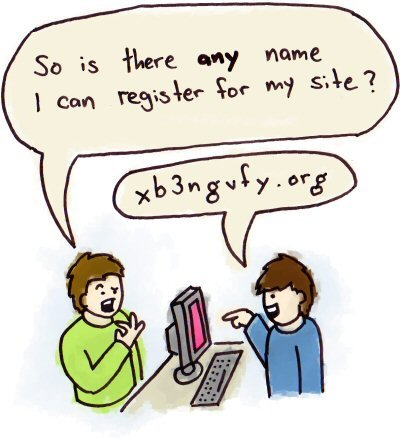 So is there any name
I can register for my site?
xb3ngvfy.org